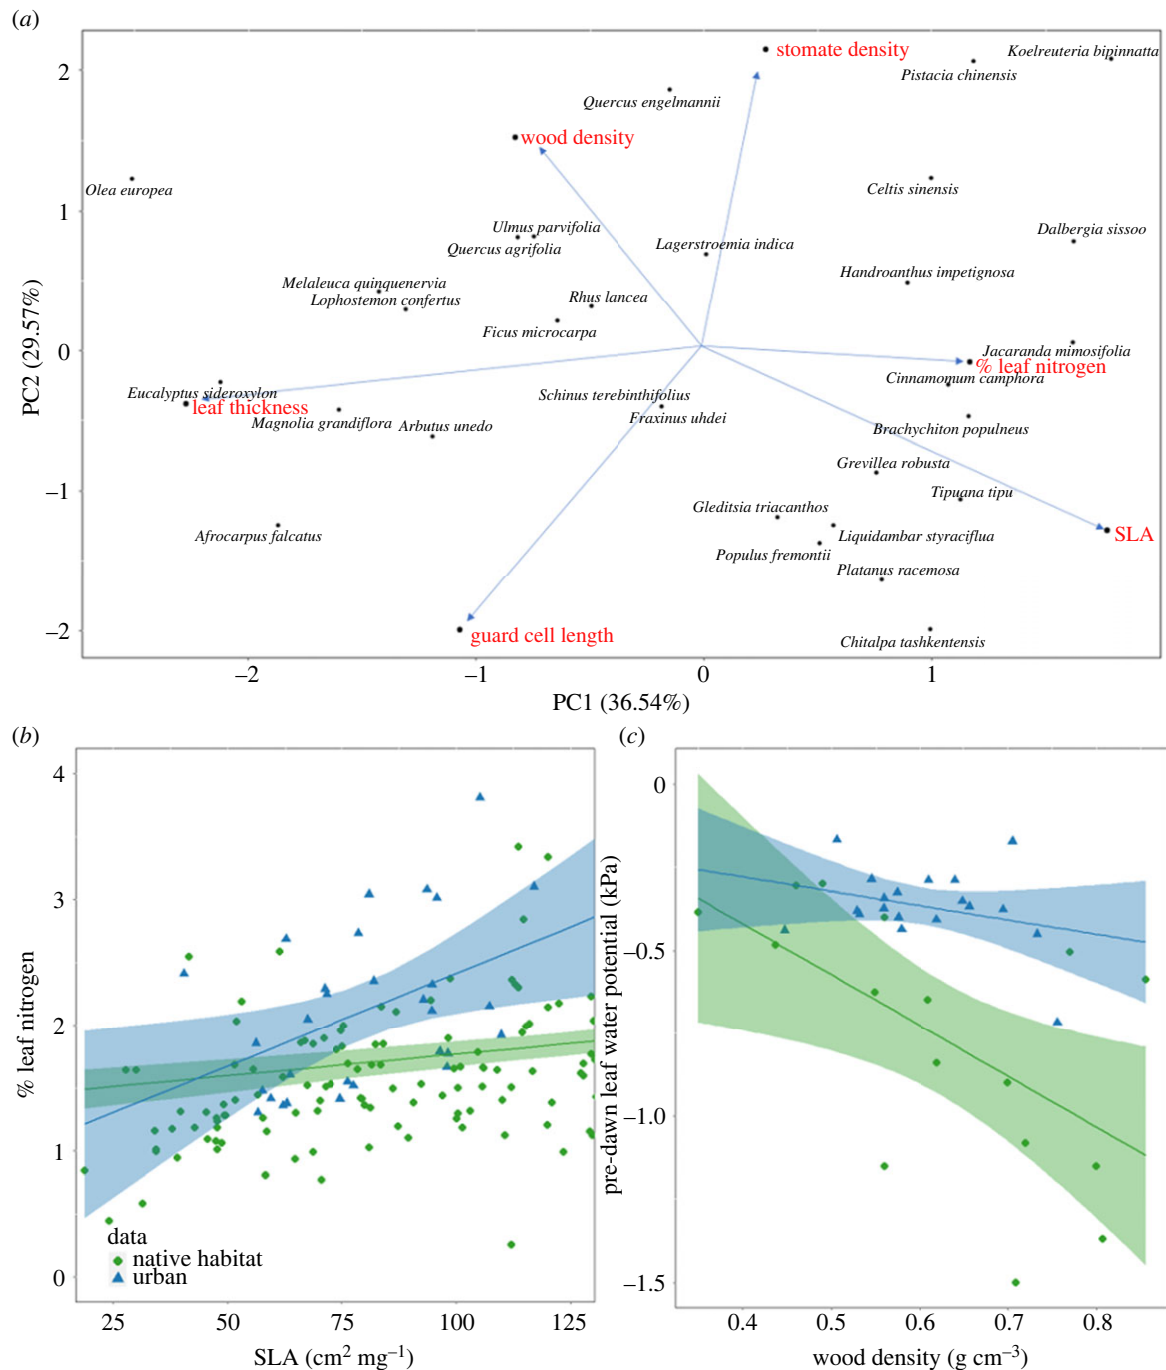 (a)
stomate density
Koelreuteria bipinnatta
Pistacia chinensis
Quercus engelmannii
wood density
Olea europea
Celtis sinensis
Ulmus parvifolia
Quercus agrifolia
Lagerstroemia indica
Dalbergia sissoo
Handroanthus impetignosa
Melaleuca quinquenervia
Lophostemon confertus
Rhus lancea
Ficus microcarpa
Jacaranda mimosifolia
% leaf nitrogen
Cinnamonum camphora
Eucalyptus sideroxylon
leaf thickness
Schinus terebinthifolius
Fraxinus uhdei
Magnolia grandiflora
Arbutus unedo
Brachychiton populneus
Grevillea robusta
Tipuana tipu
Gleditsia triacanthos
SLA
Afrocarpus falcatus
Liquidambar styraciflua
Populus fremontii
Platanus racemosa
guard cell length
Chitalpa tashkentensis
2
1
0
−1
−2
PC2 (29.57%)
−2 −1 0 1
PC1 (36.54%)
(b)
4
3
2
1
0
% leaf nitrogen
data
native habitat
urban
25 50 75 100 125
SLA (cm² mg⁻¹)
(c)
0
−0.5
−1.0
−1.5
pre-dawn leaf water potential (kPa)
0.4 0.5 0.6 0.7 0.8
wood density (g cm⁻³)